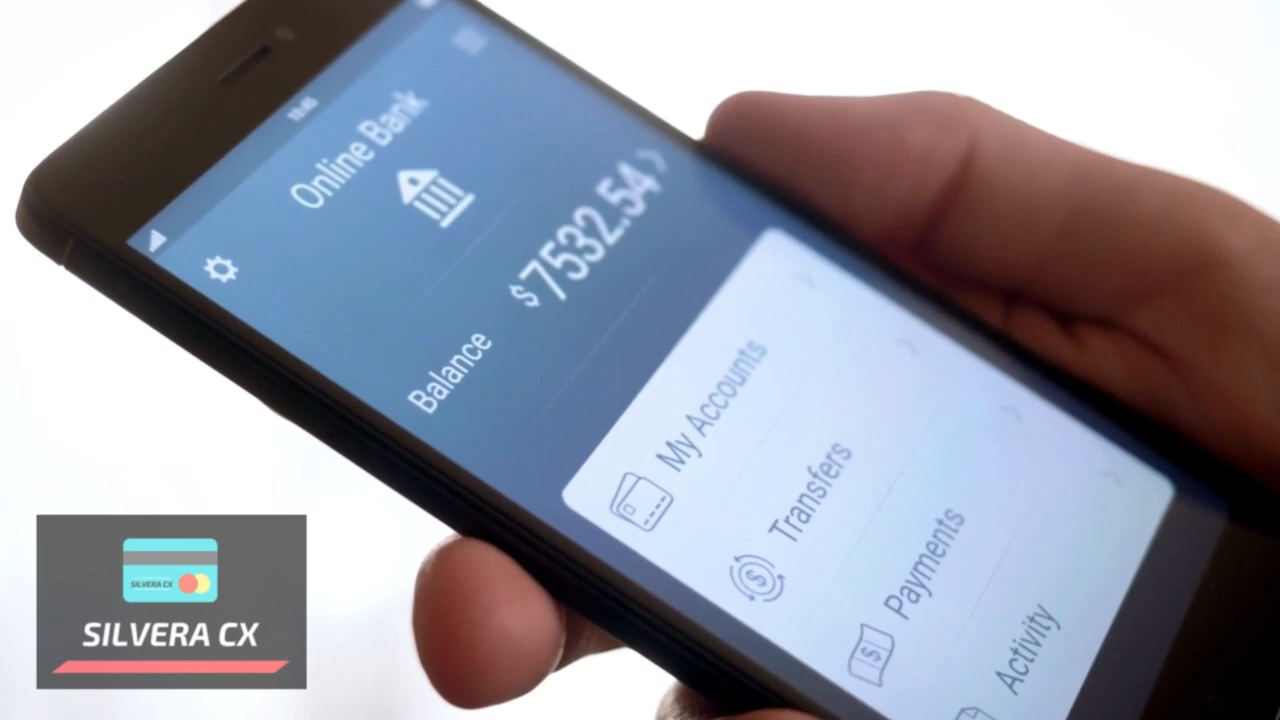 Online Bank
Balance
$ 7532.54
My Accounts
Transfers
Payments
Activity
SILVERA CX
SILVERA CX